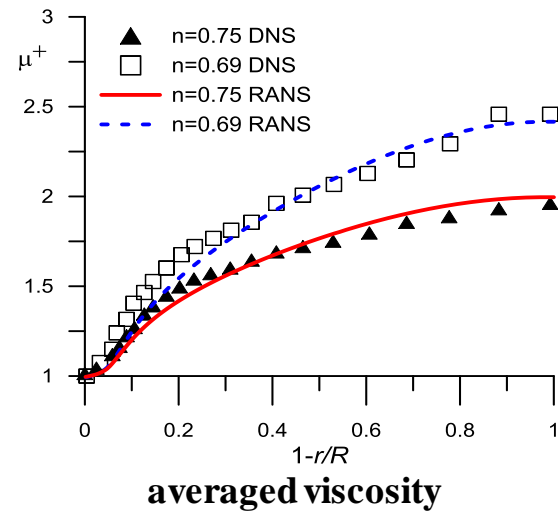 3
μ+
n=0.75 DNS
n=0.69 DNS
2.5
n=0.75 RANS
n=0.69 RANS
2
1.5
1
0 0.2 0.4 0.6 0.8 1
1-r/R
averaged viscosity